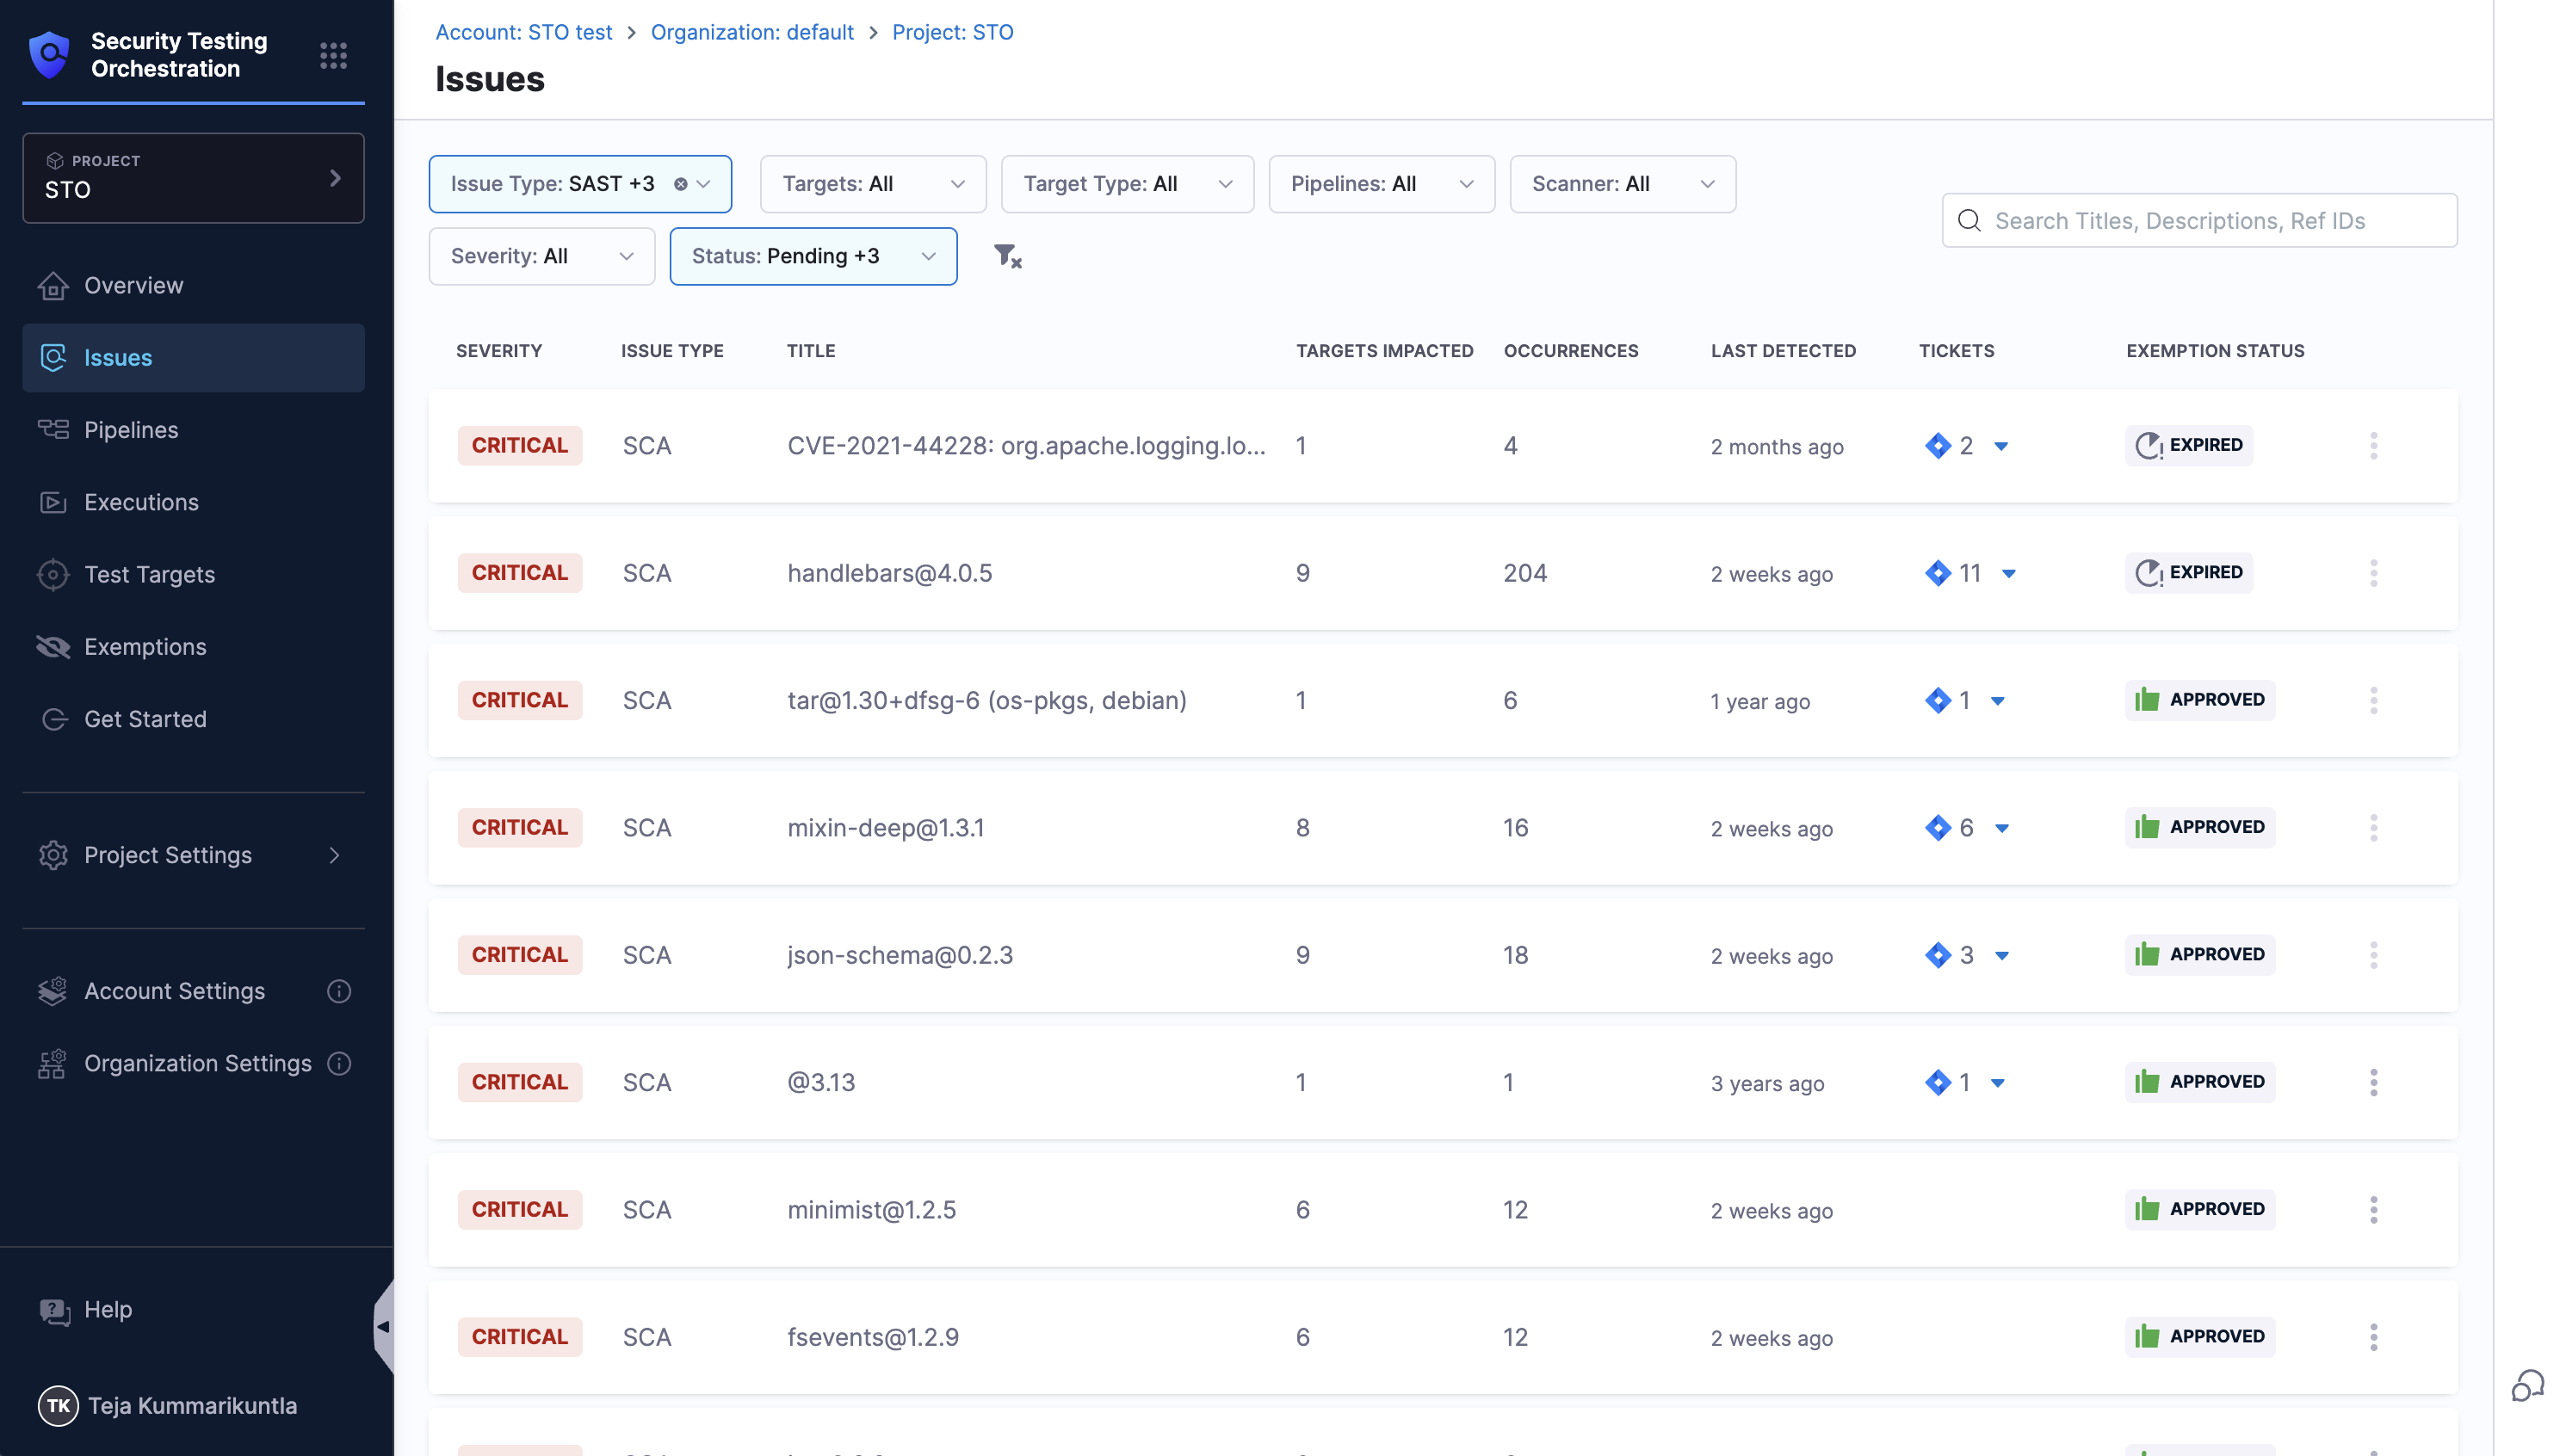 Security Testing
Orchestration
PROJECT
STO
Overview
Issues
Pipelines
Executions
Test Targets
Exemptions
Get Started
Project Settings
Account Settings
Organization Settings
Help
TK Teja Kummarikuntla
Account: STO test > Organization: default > Project: STO
Issues
Issue Type: SAST +3
Targets: All
Target Type: All
Pipelines: All
Scanner: All
Search Titles, Descriptions, Ref IDs
Severity: All
Status: Pending +3
SEVERITY ISSUE TYPE TITLE TARGETS IMPACTED OCCURRENCES LAST DETECTED TICKETS EXEMPTION STATUS
CRITICAL SCA CVE-2021-44228: org.apache.logging.lo... 1 4 2 months ago 2 EXPIRED
CRITICAL SCA handlebars@4.0.5 9 204 2 weeks ago 11 EXPIRED
CRITICAL SCA tar@1.30+dfsg-6 (os-pkgs, debian) 1 6 1 year ago 1 APPROVED
CRITICAL SCA mixin-deep@1.3.1 8 16 2 weeks ago 6 APPROVED
CRITICAL SCA json-schema@0.2.3 9 18 2 weeks ago 3 APPROVED
CRITICAL SCA @3.13 1 1 3 years ago 1 APPROVED
CRITICAL SCA minimist@1.2.5 6 12 2 weeks ago APPROVED
CRITICAL SCA fsevents@1.2.9 6 12 2 weeks ago APPROVED